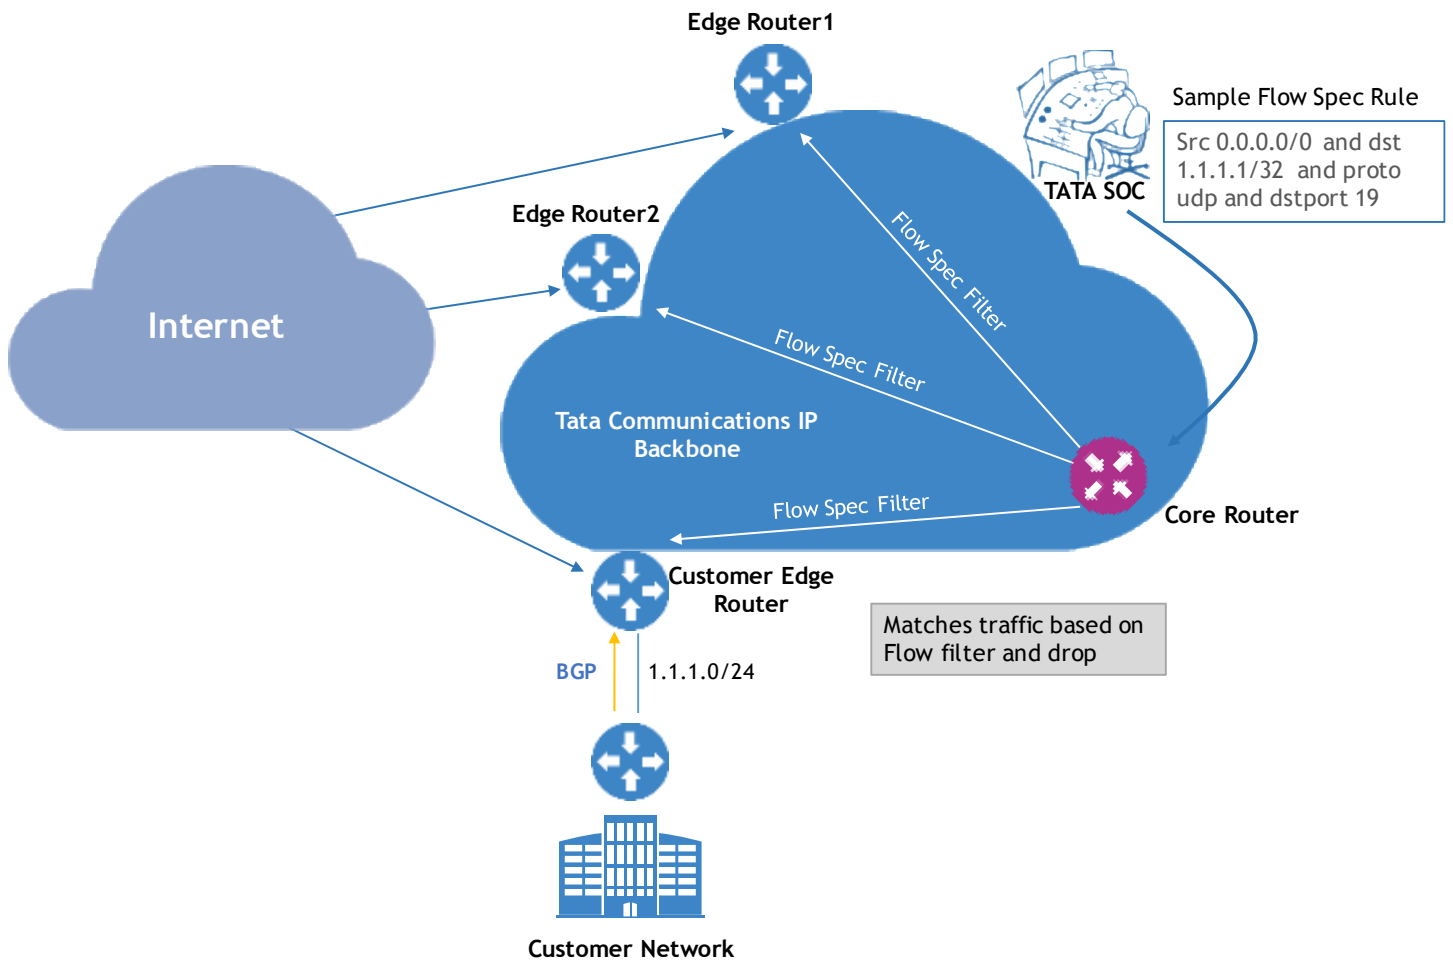 Edge Router1
Sample Flow Spec Rule
Src 0.0.0.0/0 and dst
1.1.1.1/32 and proto
udp and dstport 19
TATA SOC
Edge Router2
Flow Spec Filter
Internet
Flow Spec Filter
Tata Communications IP
Backbone
Flow Spec Filter
Core Router
Customer Edge
Router
Matches traffic based on
Flow filter and drop
BGP
1.1.1.0/24
Customer Network